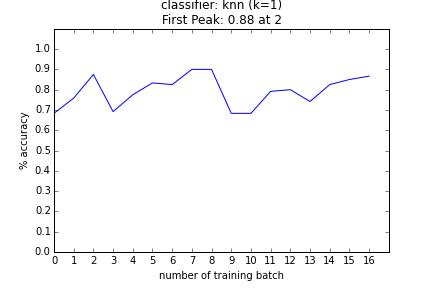 classifier: knn (k=1)
First Peak: 0.88 at 2
1.0
0.9
0.8
0.7
0.6
0.5
0.4
0.3
0.2
0.1
0.0
% accuracy
0 1 2 3 4 5 6 7 8 9 10 11 12 13 14 15 16
number of training batch